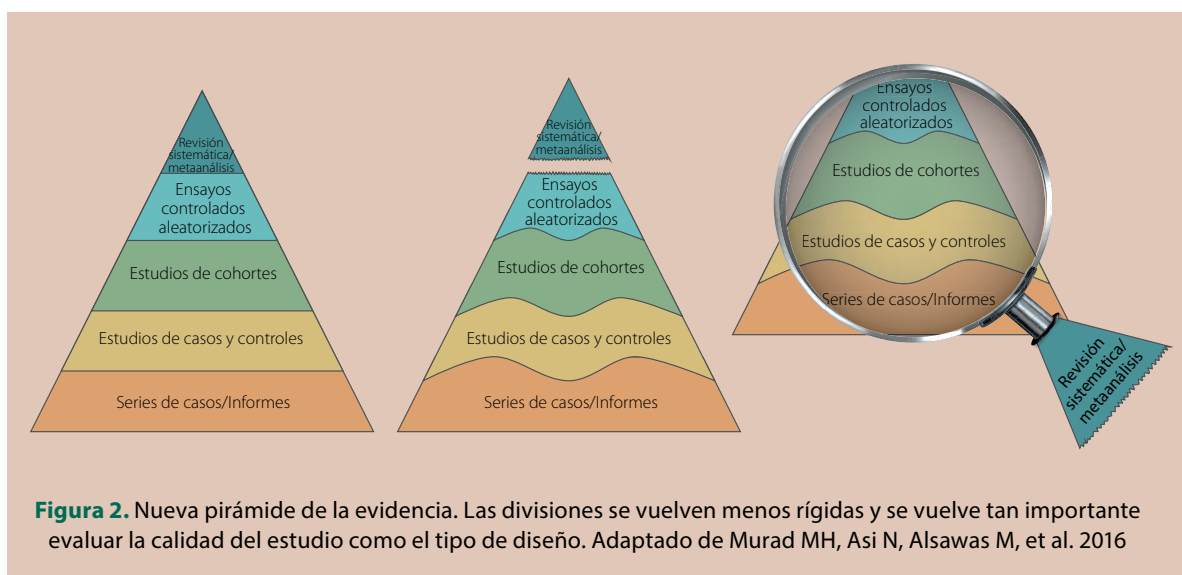 Revisión
sistemática/
metaanálisis
Ensayos
controlados
aleatorizados
Estudios de cohortes
Estudios de casos y controles
Series de casos/Informes
Revisión
sistemática/
metaanálisis
Ensayos
controlados
aleatorizados
Estudios de cohortes
Estudios de casos y controles
Series de casos/Informes
Ensayos
controlados
aleatorizados
Estudios de cohortes
Estudios de casos y controles
Series de casos/Informes
Revisión
sistemática/
metaanálisis
Figura 2. Nueva pirámide de la evidencia. Las divisiones se vuelven menos rígidas y se vuelve tan importante
evaluar la calidad del estudio como el tipo de diseño. Adaptado de Murad MH, Asi N, Alsawas M, et al. 2016